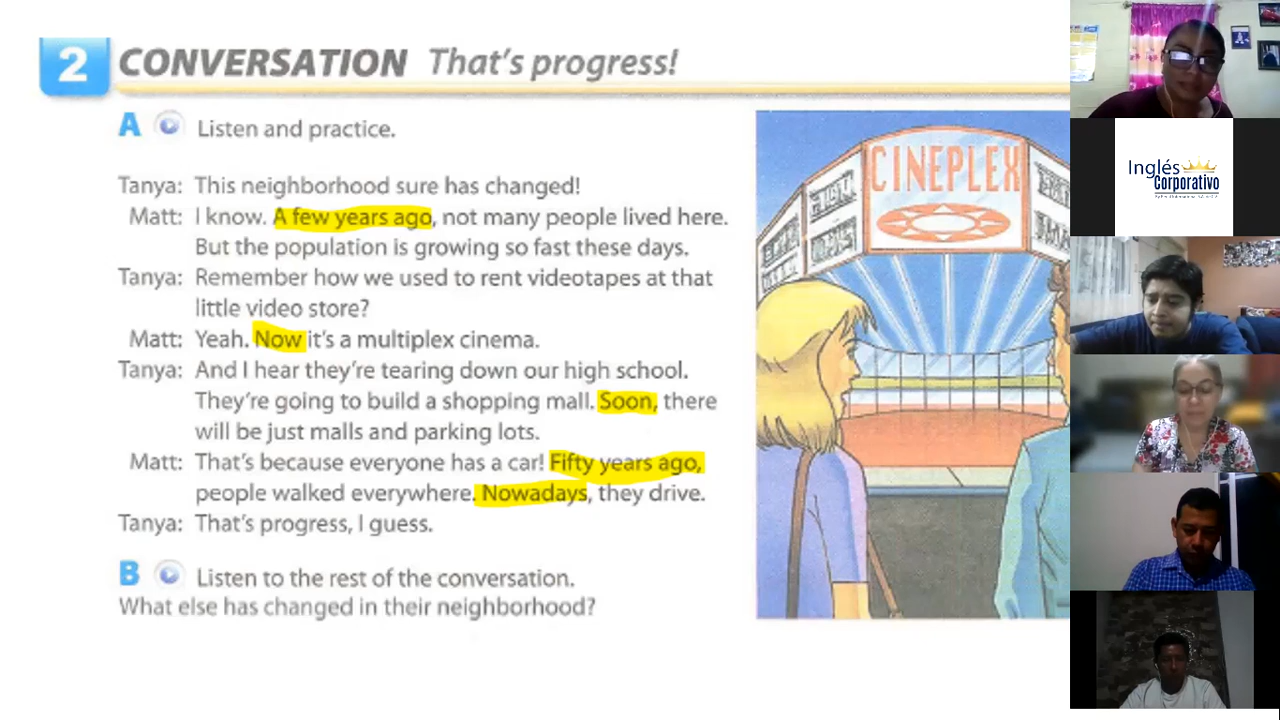 2 CONVERSATION That's progress!
A Listen and practice.
Tanya: This neighborhood sure has changed!
Matt: I know. A few years ago, not many people lived here.
But the population is growing so fast these days.
Tanya: Remember how we used to rent videotapes at that
little video store?
Matt: Yeah. Now it's a multiplex cinema.
Tanya: And I hear they're tearing down our high school.
They're going to build a shopping mall. Soon, there
will be just malls and parking lots.
Matt: That's because everyone has a car! Fifty years ago,
people walked everywhere. Nowadays, they drive.
Tanya: That's progress, I guess.
B Listen to the rest of the conversation.
What else has changed in their neighborhood?
CINEPLEX
Inglés
Corporativo